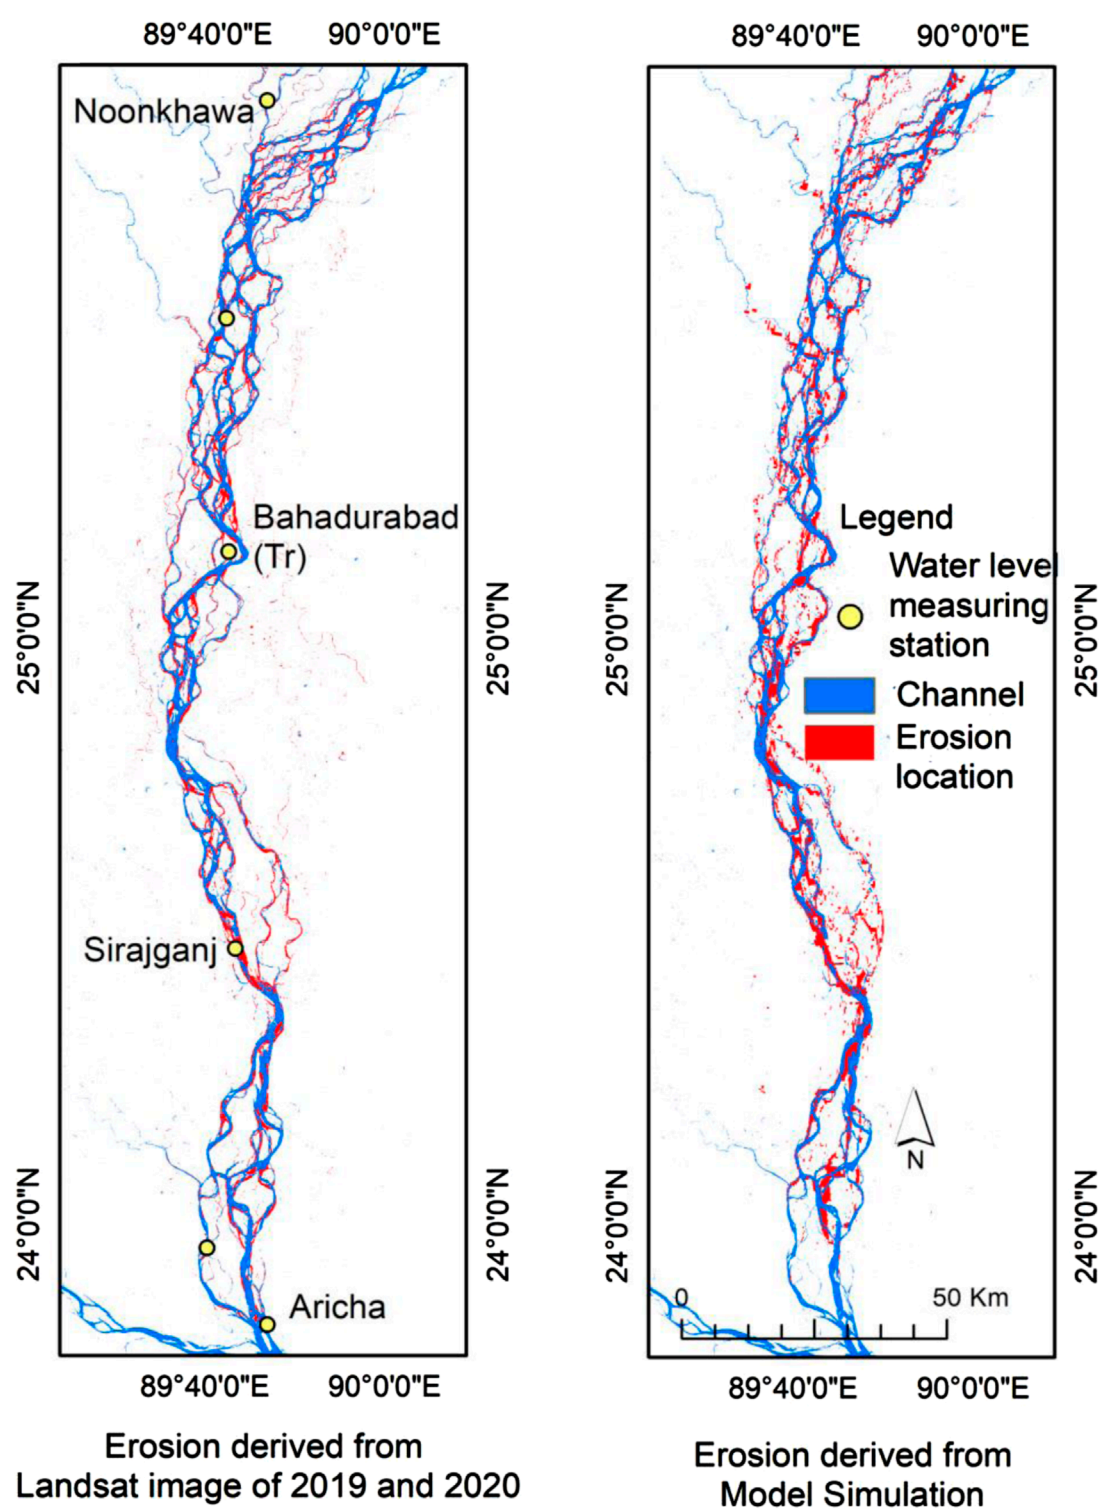 89°40'0"E 90°0'0"E
89°40'0"E 90°0'0"E
Noonkhawa
Bahadurabad
(Tr)
Sirajganj
Aricha
25°0'0"N
24°0'0"N
25°0'0"N
24°0'0"N
Legend
Water level
measuring
station
Channel
Erosion
location
N
0 50 Km
25°0'0"N
24°0'0"N
25°0'0"N
24°0'0"N
89°40'0"E 90°0'0"E
89°40'0"E 90°0'0"E
Erosion derived from
Landsat image of 2019 and 2020
Erosion derived from
Model Simulation